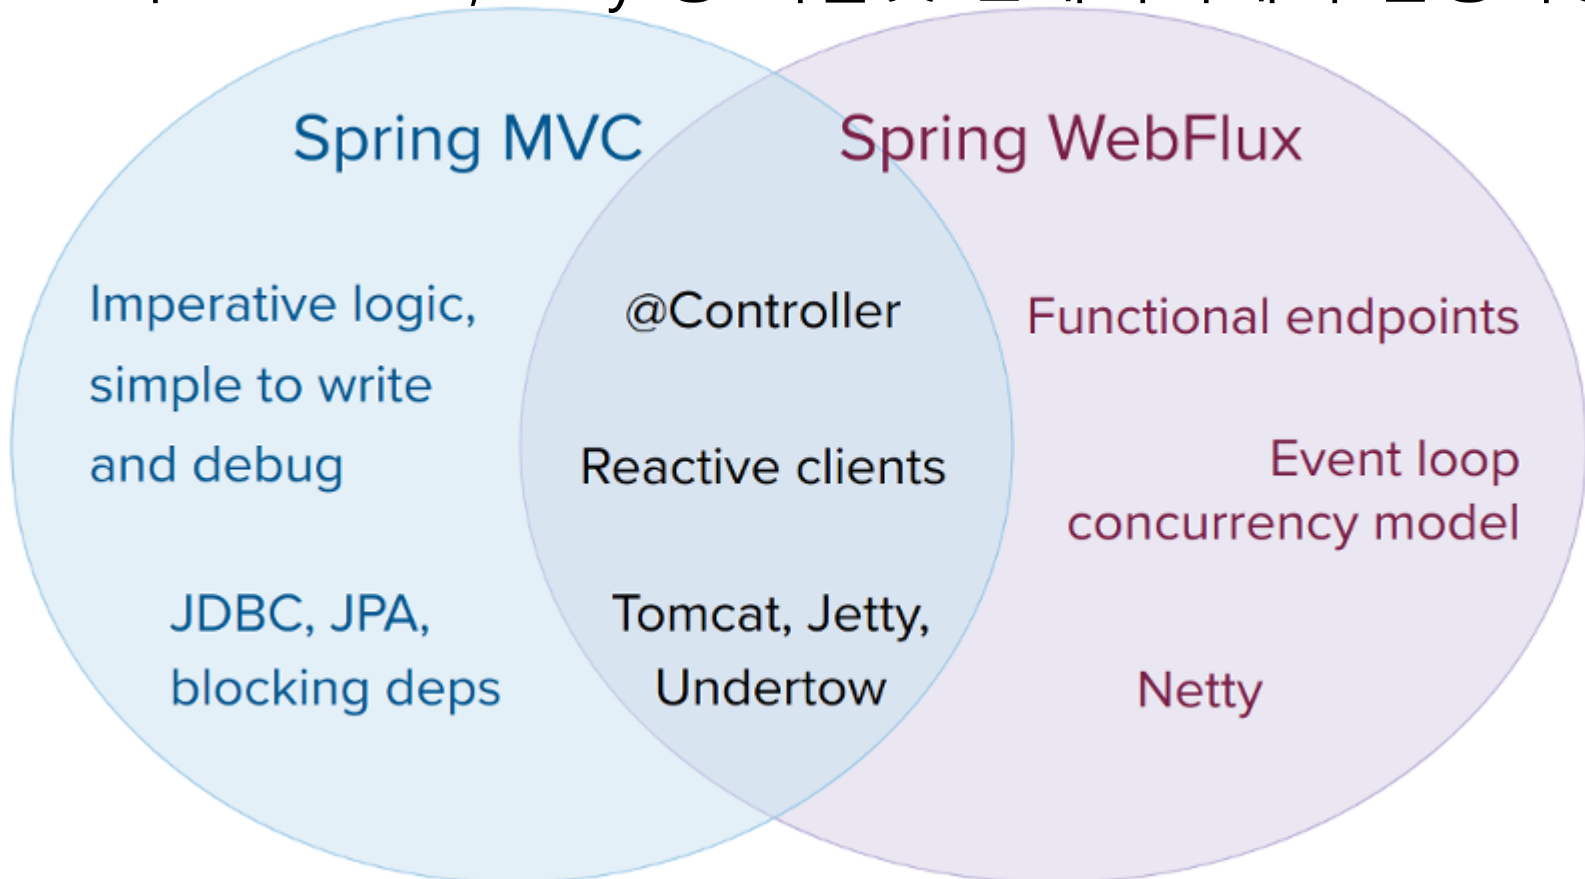 Spring MVC
Spring WebFlux
Imperative logic,
simple to write
and debug
@Controller
Functional endpoints
Reactive clients
Event loop
concurrency model
JDBC, JPA,
blocking deps
Tomcat, Jetty,
Undertow
Netty